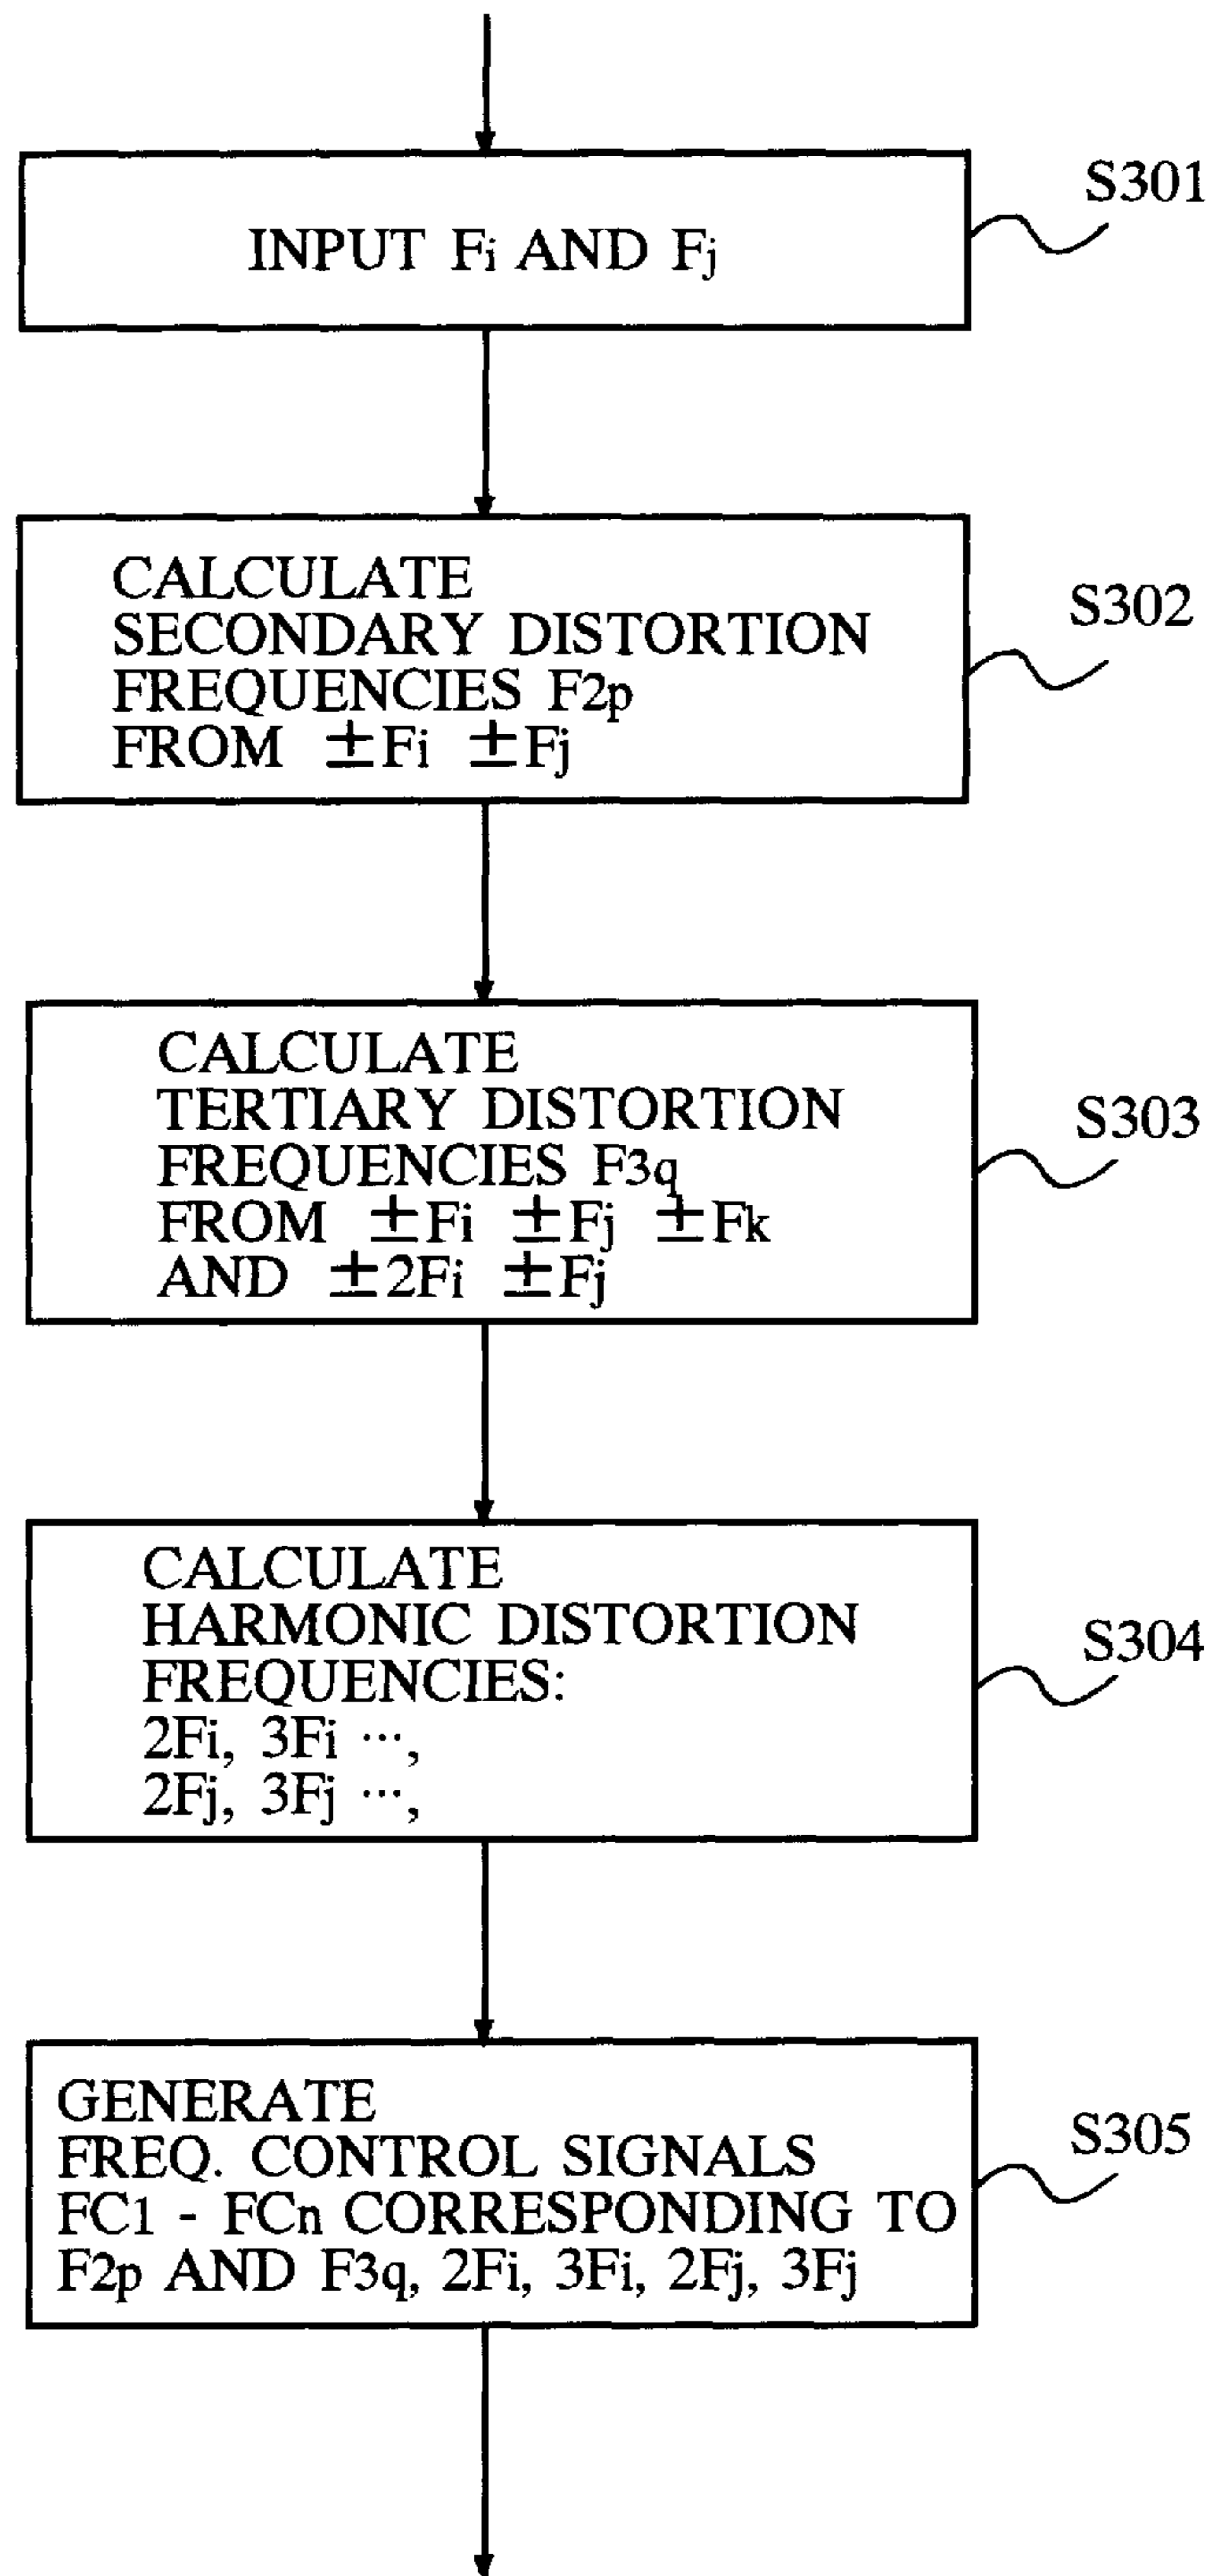 S301
INPUT Fi AND Fj
CALCULATE
SECONDARY DISTORTION
FREQUENCIES F2p
FROM ±Fi ±Fj
S302
CALCULATE
TERTIARY DISTORTION
FREQUENCIES F3q
FROM ±Fi ±Fj ±Fk
AND ±2Fi ±Fj
S303
CALCULATE
HARMONIC DISTORTION
FREQUENCIES:
2Fi, 3Fi ···,
2Fj, 3Fj ···,
S304
GENERATE
FREQ. CONTROL SIGNALS
FC1 - FCn CORRESPONDING TO
F2p AND F3q, 2Fi, 3Fi, 2Fj, 3Fj
S305